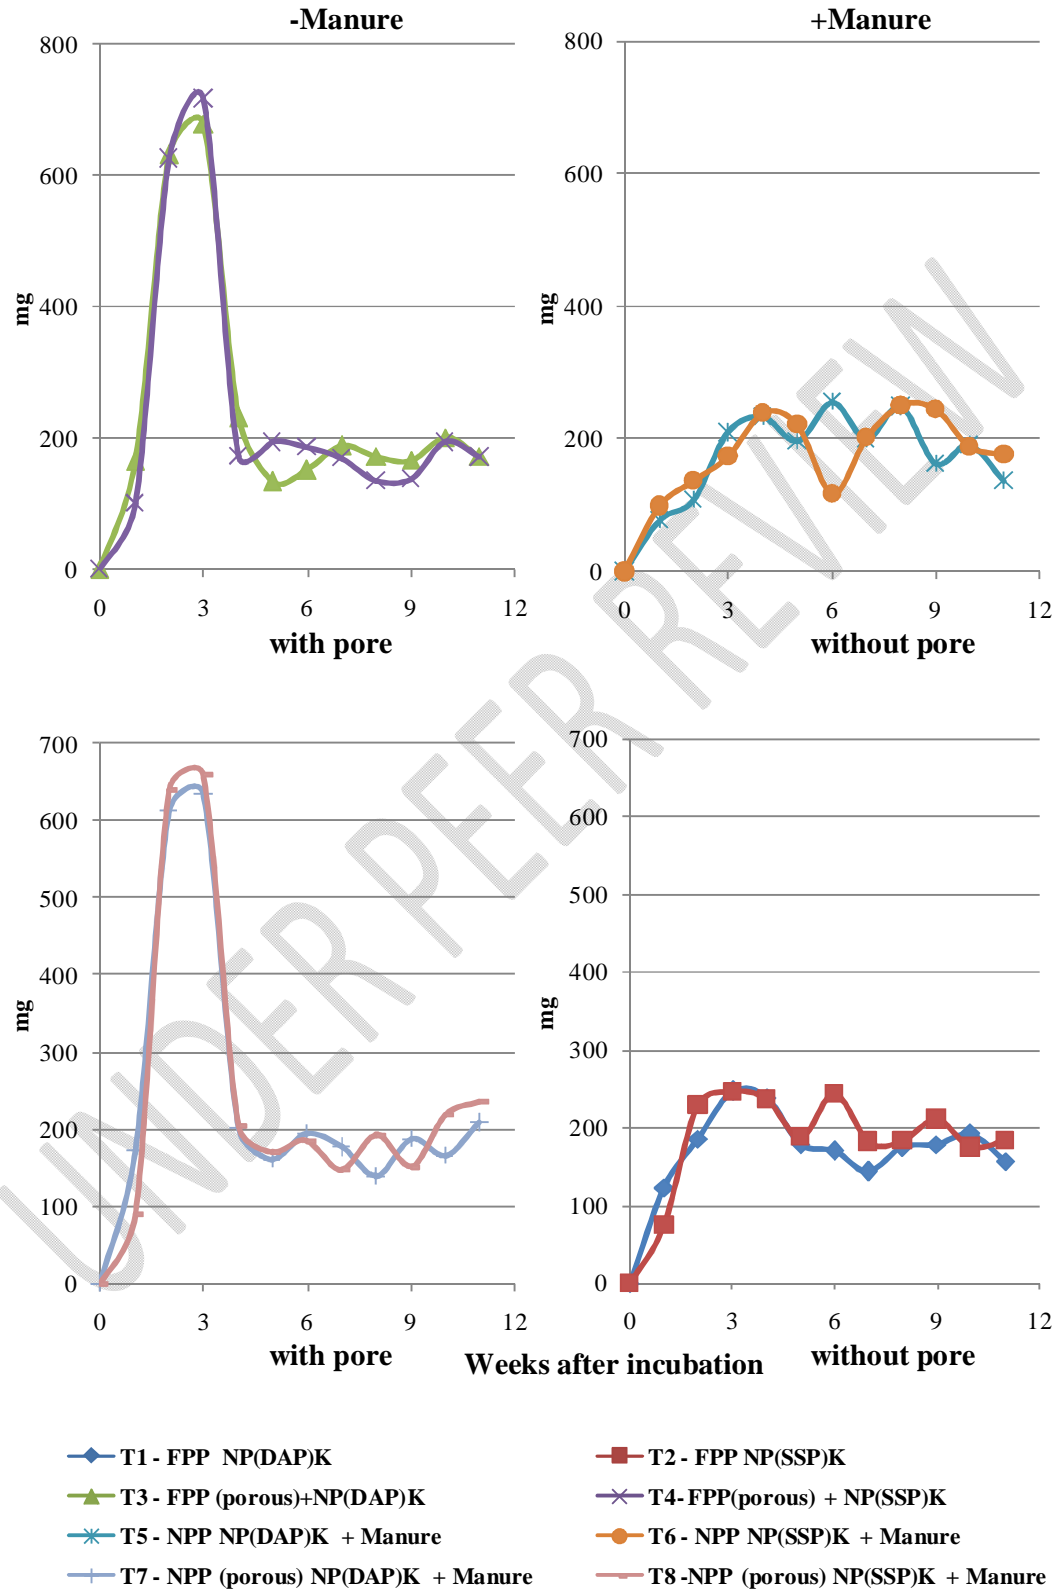 -Manure
+Manure
800
600
400
200
0
mg
0 3 6 9 12
with pore
800
600
400
200
0
mg
0 3 6 9 12
without pore
700
600
500
400
300
200
100
0
mg
0 3 6 9 12
with pore
700
600
500
400
300
200
100
0
mg
0 3 6 9 12
without pore
Weeks after incubation
UNDER PEER REVIEW
T1 - FPP NP(DAP)K
T2 - FPP NP(SSP)K
T3 - FPP (porous)+NP(DAP)K
T4-FPP(porous) + NP(SSP)K
T5 - NPP NP(DAP)K + Manure
T6 - NPP NP(SSP)K + Manure
T7 - NPP (porous) NP(DAP)K + Manure
T8 -NPP (porous) NP(SSP)K + Manure